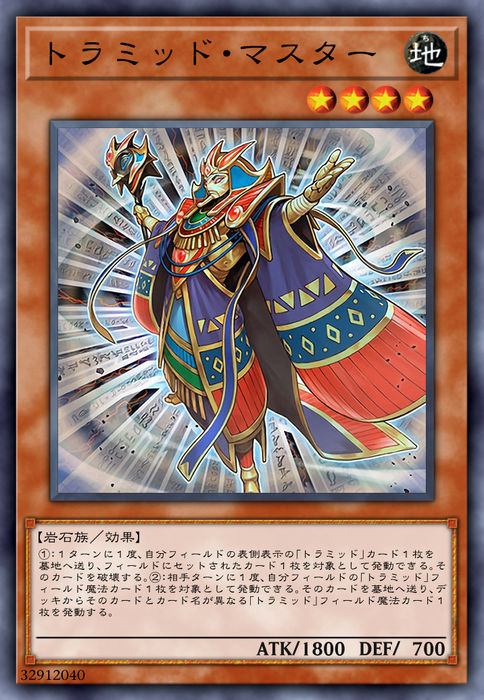 トラミッド・マスター
ち
地
【岩石族／効果】
①：１ターンに１度、自分フィールドの表側表示の「トラミッド」カード１枚を
墓地へ送り、フィールドにセットされたカード１枚を対象として発動できる。そ
のカードを破壊する。②：相手ターンに１度、自分フィールドの「トラミッド」フ
ィールド魔法カード１枚を対象として発動できる。そのカードを墓地へ送り、デ
ッキからそのカードとカード名が異なる「トラミッド」フィールド魔法カード１
枚を発動する。
ATK/1800 DEF/ 700
32912040